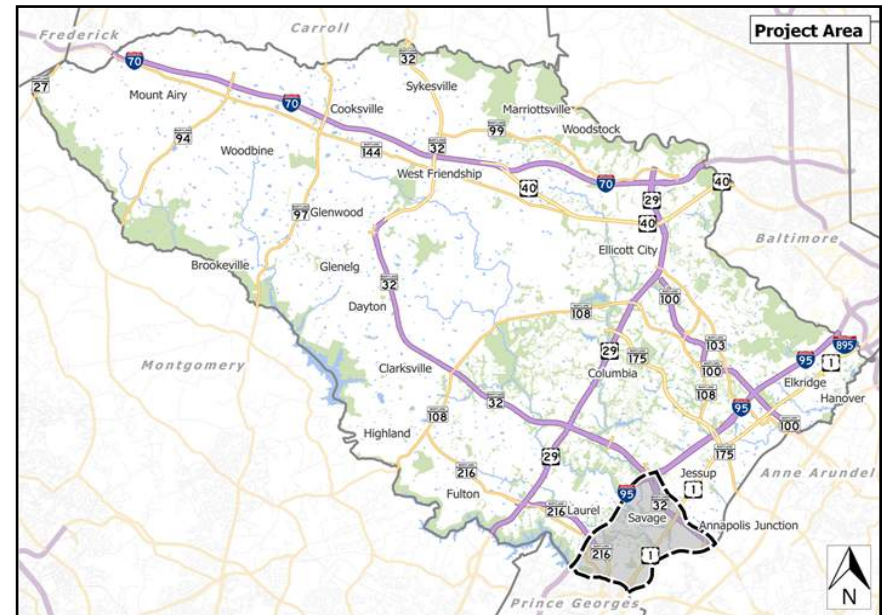 Project Area
Frederick
Carroll
70
MARYLAND
32
27
Mount Airy
Sykesville
70
Cooksville
Marriottsville
94
99
Woodstock
Woodbine
144
32
West Friendship
40
70
40
97
Glenwood
29
40
Ellicott City
Baltimore
Brookeville
Glenelg
32
100
Dayton
108
103
895
Montgomery
29
175
95
1
Clarksville
Columbia
100
Elkridge
108
Hanover
32
95
108
100
Highland
175
29
Jessup
Anne Arundel
216
95
1
Fulton
32
216
Laurel
Savage
Annapolis Junction
216
1
Prince Georges
N